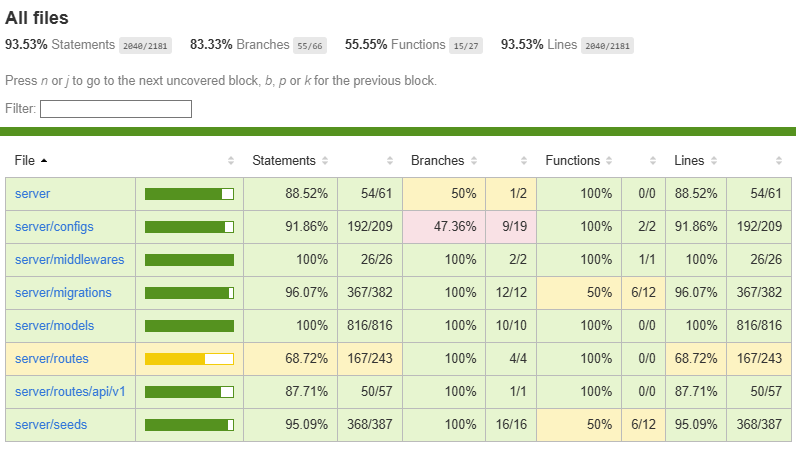 All files
93.53% Statements 2040/2181 83.33% Branches 55/66 55.55% Functions 15/27 93.53% Lines 2040/2181
Press n or j to go to the next uncovered block, b, p or k for the previous block.
Filter:
File Statements Branches Functions Lines
server 88.52% 54/61 50% 1/2 100% 0/0 88.52% 54/61
server/configs 91.86% 192/209 47.36% 9/19 100% 2/2 91.86% 192/209
server/middlewares 100% 26/26 100% 2/2 100% 1/1 100% 26/26
server/migrations 96.07% 367/382 100% 12/12 50% 6/12 96.07% 367/382
server/models 100% 816/816 100% 10/10 100% 0/0 100% 816/816
server/routes 68.72% 167/243 100% 4/4 100% 0/0 68.72% 167/243
server/routes/api/v1 87.71% 50/57 100% 1/1 100% 0/0 87.71% 50/57
server/seeds 95.09% 368/387 100% 16/16 50% 6/12 95.09% 368/387